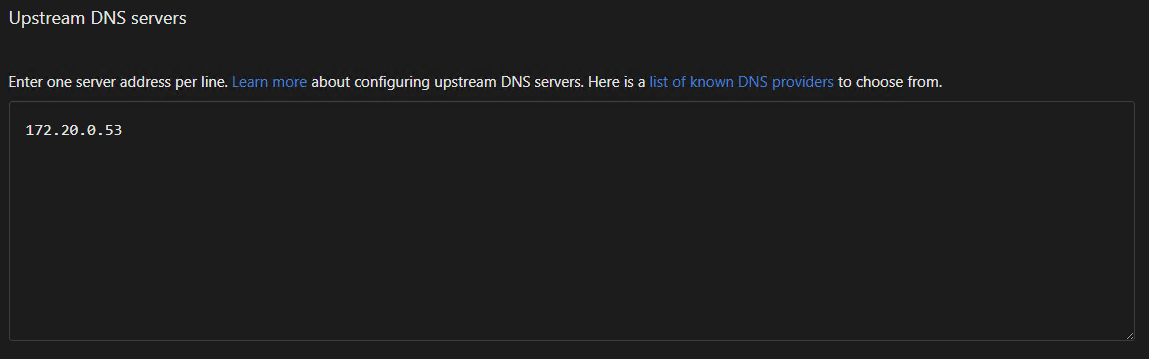 Upstream DNS servers
Enter one server address per line. Learn more about configuring upstream DNS servers. Here is a list of known DNS providers to choose from.
172.20.0.53